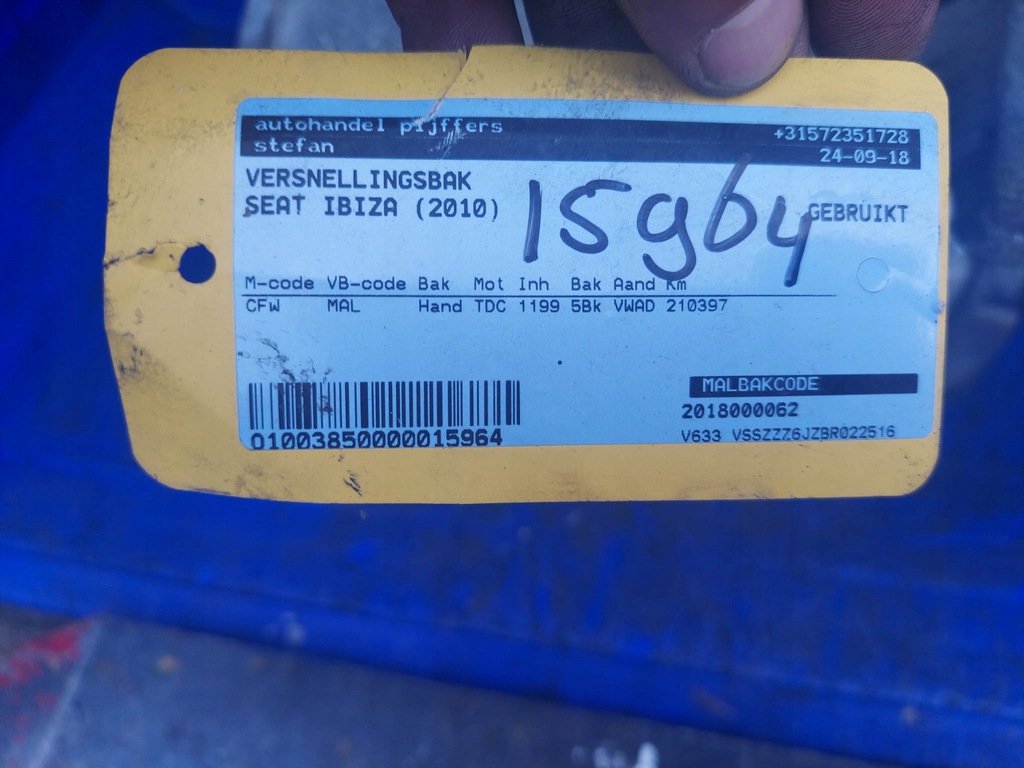 autohandel pijffers +31572351728
stefan 24-09-18
VERSNELLINGSBAK
SEAT IBIZA (2010) 15964 GEBRUIKT
M-code VB-code Bak Mot Inh Bak Aand Km
CFW MAL Hand TDC 1199 5Bk VWAD 210397
MALBAKCODE
2018000062
01003850000015964
V633 VSSZZZ6JZBR022516